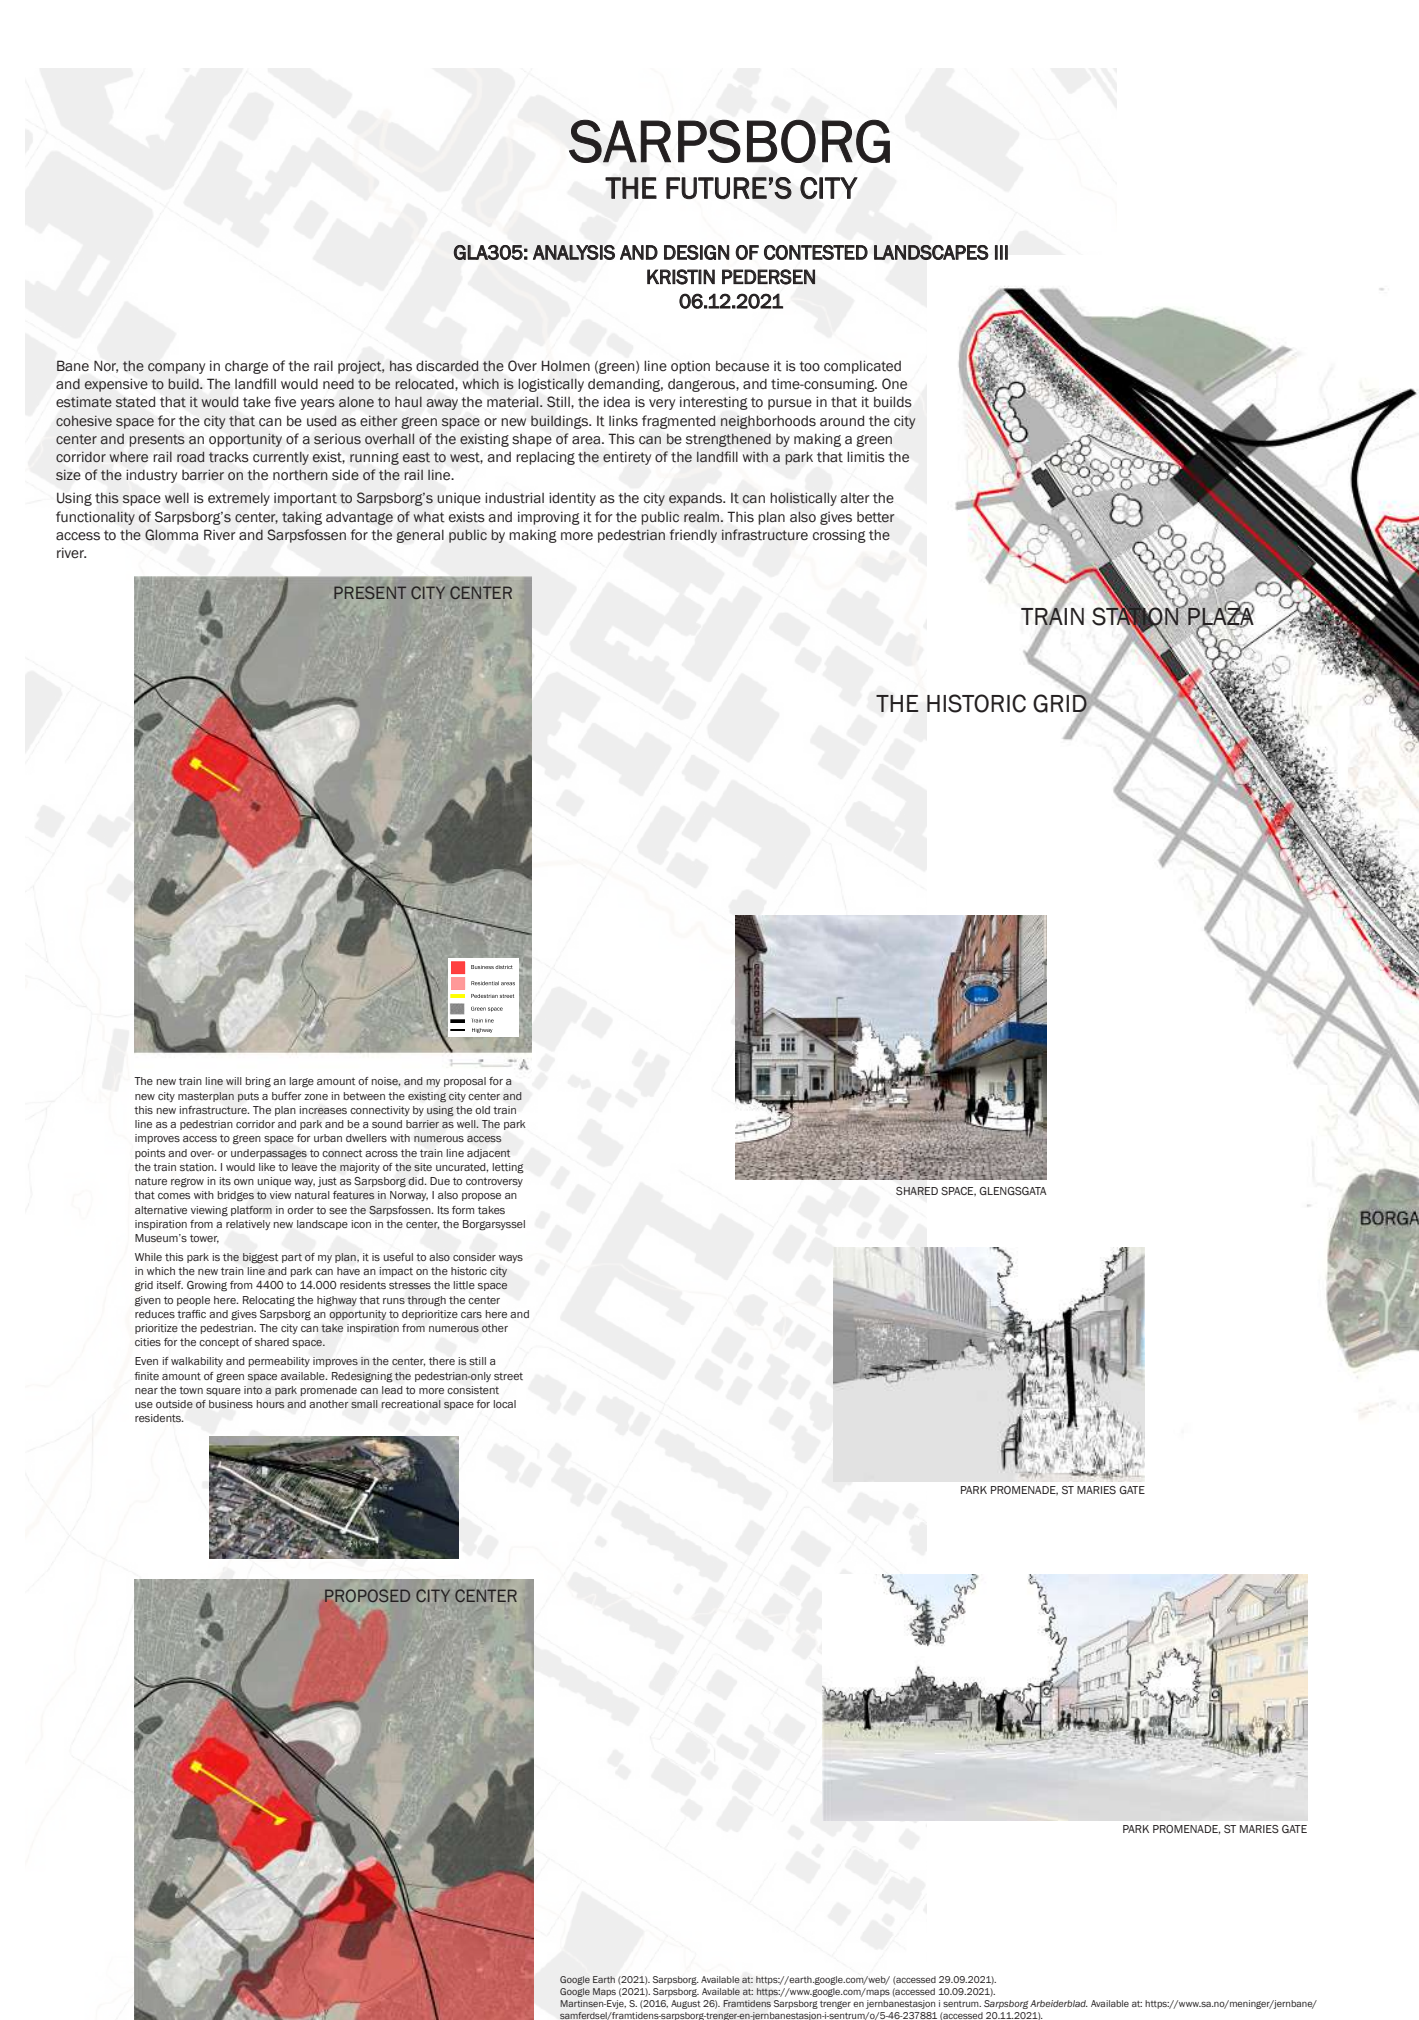 SARPSBORG
THE FUTURE'S CITY
GLA305: ANALYSIS AND DESIGN OF CONTESTED LANDSCAPES III
KRISTIN PEDERSEN
06.12.2021
Bane Nor, the company in charge of the rail project, has discarded the Over Holmen (green) line option because it is too complicated
and expensive to build. The landfill would need to be relocated, which is logistically demanding, dangerous, and time-consuming. One
estimate stated that it would take five years alone to haul away the material. Still, the idea is very interesting to pursue in that it builds
cohesive space for the city that can be used as either green space or new buildings. It links fragmented neighborhoods around the city
center and presents an opportunity of a serious overhall of the existing shape of area. This can be strengthened by making a green
corridor where rail road tracks currently exist, running east to west, and replacing the entirety of the landfill with a park that limitis the
size of the industry barrier on the northern side of the rail line.
Using this space well is extremely important to Sarpsborg's unique industrial identity as the city expands. It can holistically alter the
functionality of Sarpsborg's center, taking advantage of what exists and improving it for the public realm. This plan also gives better
access to the Glomma River and Sarpsfossen for the general public by making more pedestrian friendly infrastructure crossing the
river.
PRESENT CITY CENTER
Business district
Residential areas
Pedestrian street
Green space
Train line
Highway
TRAIN STATION PLAZA
THE HISTORIC GRID
The new train line will bring an large amount of noise, and my proposal for a
new city masterplan puts a buffer zone in between the existing city center and
this new infrastructure. The plan increases connectivity by using the old train
line as a pedestrian corridor and park and be a sound barrier as well. The park
improves access to green space for urban dwellers with numerous access
points and over- or underpassages to connect across the train line adjacent
the train station. I would like to leave the majority of the site uncurated, letting
nature regrow in its own unique way, just as Sarpsborg did. Due to controversy
that comes with bridges to view natural features in Norway, I also propose an
alternative viewing platform in order to see the Sarpsfossen. Its form takes
inspiration from a relatively new landscape icon in the center, the Borgarsyssel
Museum's tower,
While this park is the biggest part of my plan, it is useful to also consider ways
in which the new train line and park can have an impact on the historic city
grid itself. Growing from 4400 to 14.000 residents stresses the little space
given to people here. Relocating the highway that runs through the center
reduces traffic and gives Sarpsborg an opportunity to deprioritize cars here and
prioritize the pedestrian. The city can take inspiration from numerous other
cities for the concept of shared space.
Even if walkability and permeability improves in the center, there is still a
finite amount of green space available. Redesigning the pedestrian-only street
near the town square into a park promenade can lead to more consistent
use outside of business hours and another small recreational space for local
residents.
GRAND HOTEL
SHARED SPACE, GLENGSGATA
BORGA
PARK PROMENADE, ST MARIES GATE
PROPOSED CITY CENTER
PARK PROMENADE, ST MARIES GATE
Google Earth (2021). Sarpsborg. Available at: https://earth.google.com/web/ (accessed 29.09.2021).
Google Maps (2021). Sarpsborg. Available at: https://www.google.com/maps (accessed 10.09.2021).
Martinsen-Evje, S. (2016, August 26). Framtidens Sarpsborg trenger en jernbanestasjon i sentrum. Sarpsborg Arbeiderblad. Available at: https://www.sa.no/meninger/jernbane/
samferdsel/framtidens-sarpsborg-trenger-en-jernbanestasjon-i-sentrum/o/5-46-237881 (accessed 20.11.2021).